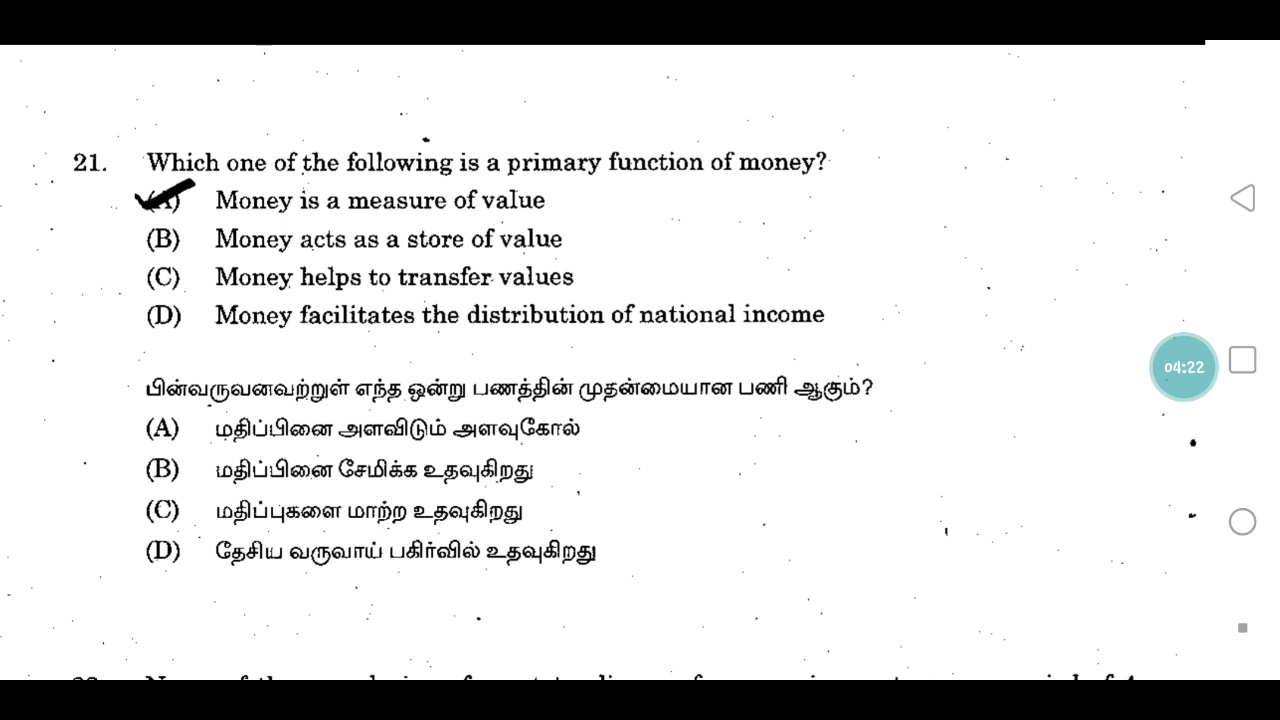 21. Which one of the following is a primary function of money?
(A) Money is a measure of value
(B) Money acts as a store of value
(C) Money helps to transfer values
(D) Money facilitates the distribution of national income
04:22
பின்வருவனவற்றுள் எந்த ஒன்று பணத்தின் முதன்மையான பணி ஆகும்?
(A) மதிப்பினை அளவிடும் அளவுகோல்
(B) மதிப்பினை சேமிக்க உதவுகிறது
(C) மதிப்புகளை மாற்ற உதவுகிறது
(D) தேசிய வருவாய் பகிர்வில் உதவுகிறது